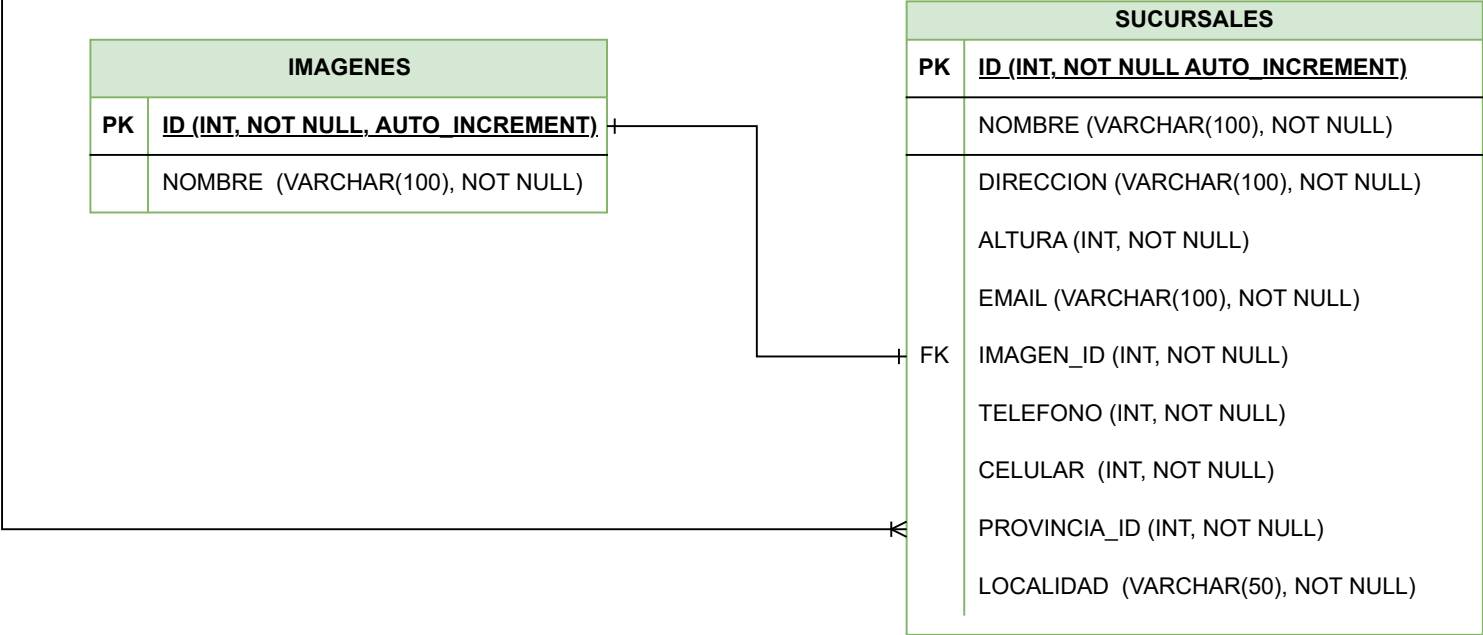 IMAGENES
PK ID (INT, NOT NULL, AUTO_INCREMENT)
NOMBRE (VARCHAR(100), NOT NULL)
SUCURSALES
PK ID (INT, NOT NULL AUTO_INCREMENT)
NOMBRE (VARCHAR(100), NOT NULL)
DIRECCION (VARCHAR(100), NOT NULL)
ALTURA (INT, NOT NULL)
EMAIL (VARCHAR(100), NOT NULL)
FK IMAGEN_ID (INT, NOT NULL)
TELEFONO (INT, NOT NULL)
CELULAR (INT, NOT NULL)
PROVINCIA_ID (INT, NOT NULL)
LOCALIDAD (VARCHAR(50), NOT NULL)